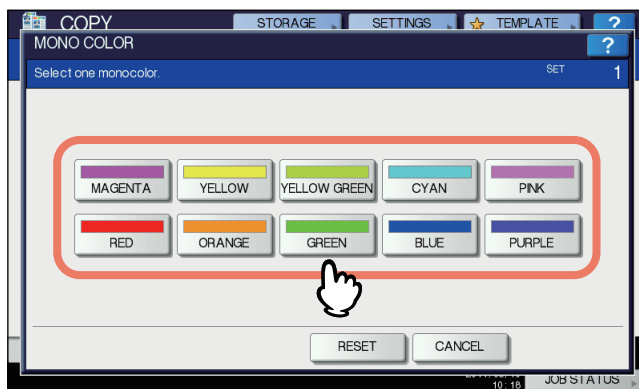 COPY STORAGE SETTINGS TEMPLATE ?
MONO COLOR ?
Select one monocolor. SET 1
MAGENTA YELLOW YELLOW GREEN CYAN PINK
RED ORANGE GREEN BLUE PURPLE
RESET CANCEL
10:18 JOB STATUS